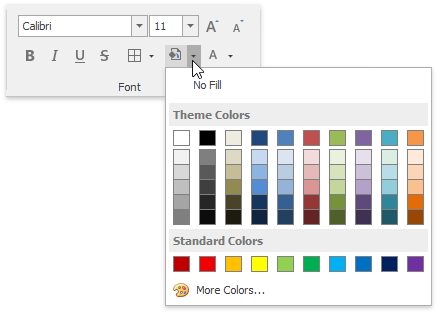 Calibri 11 A A
B I U S A
Font
No Fill
Theme Colors
Standard Colors
More Colors...